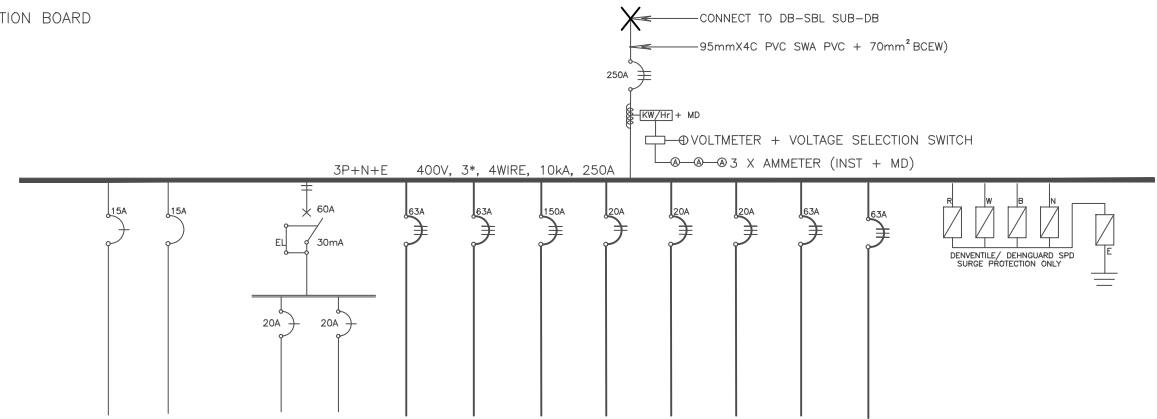 TION BOARD
CONNECT TO DB-SBL SUB-DB
95mmX4C PVC SWA PVC + 70mm² BCEW)
250A
KW/Hr + MD
VOLTMETER + VOLTAGE SELECTION SWITCH
A A A 3 X AMMETER (INST + MD)
3P+N+E 400V, 3*, 4WIRE, 10kA, 250A
15A 15A 60A 63A 63A 150A 20A 20A 20A 63A 63A
R W B N
EL 30mA
E
DENVENTILE/ DEHNGUARD SPD
SURGE PROTECTION ONLY
20A 20A